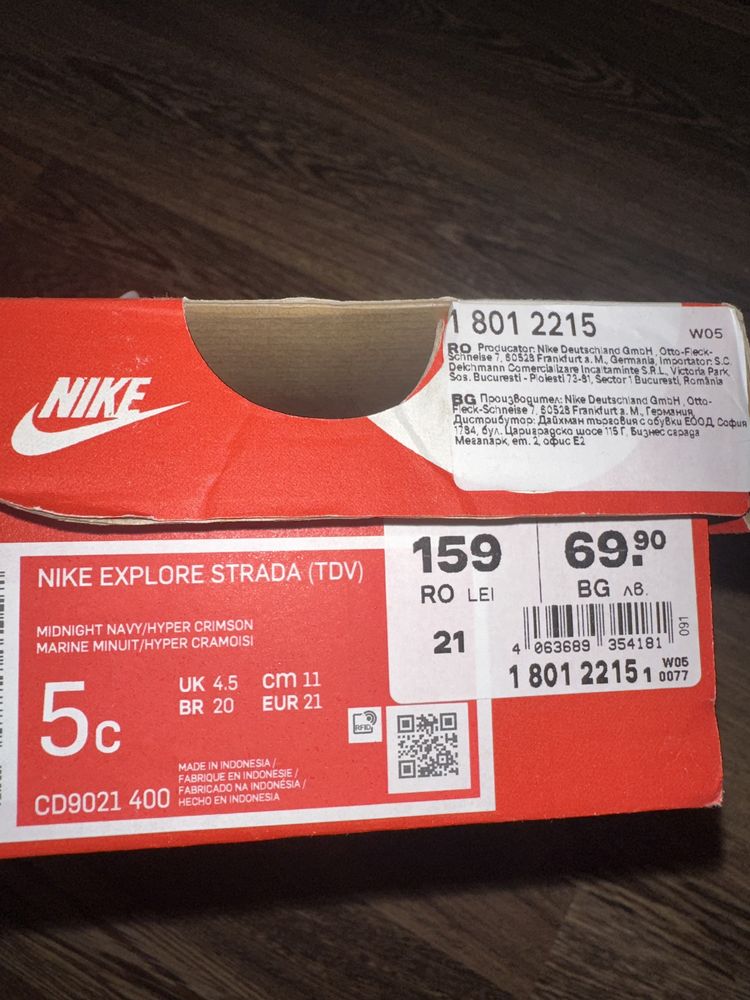 NIKE
1 801 2215
W05
RO Producator: Nike Deutschland GmbH, Otto-Fleck-
Schneise 7, 60528 Frankfurt a. M., Germania, Importator: S.C.
Deichmann Comercializare Incaltaminte S.R.L., Victoria Park,
Sos. Bucuresti - Ploiesti 73-81, Sector 1 Bucuresti, România
BG Производител: Nike Deutschland GmbH, Otto-
Fleck-Schneise 7, 60528 Frankfurt a. M., Германия,
Дистрибутор: Дайхман търговия с обувки ЕООД, София
1784, бул. Цариградско шосе 115 Г, Бизнес сграда
Мегапарк, ет. 2, офис Е2
NIKE EXPLORE STRADA (TDV)
MIDNIGHT NAVY/HYPER CRIMSON
MARINE MINUIT/HYPER CRAMOISI
5c
UK 4.5 cm 11
BR 20 EUR 21
RFID
CD9021 400
MADE IN INDONESIA /
FABRIQUE EN INDONESIE /
FABRICADO NA INDONÉSIA /
HECHO EN INDONESIA
159
RO LEI
21
69.90
BG лв.
4 063689 354181
091
1 801 2215 1
W05
0077